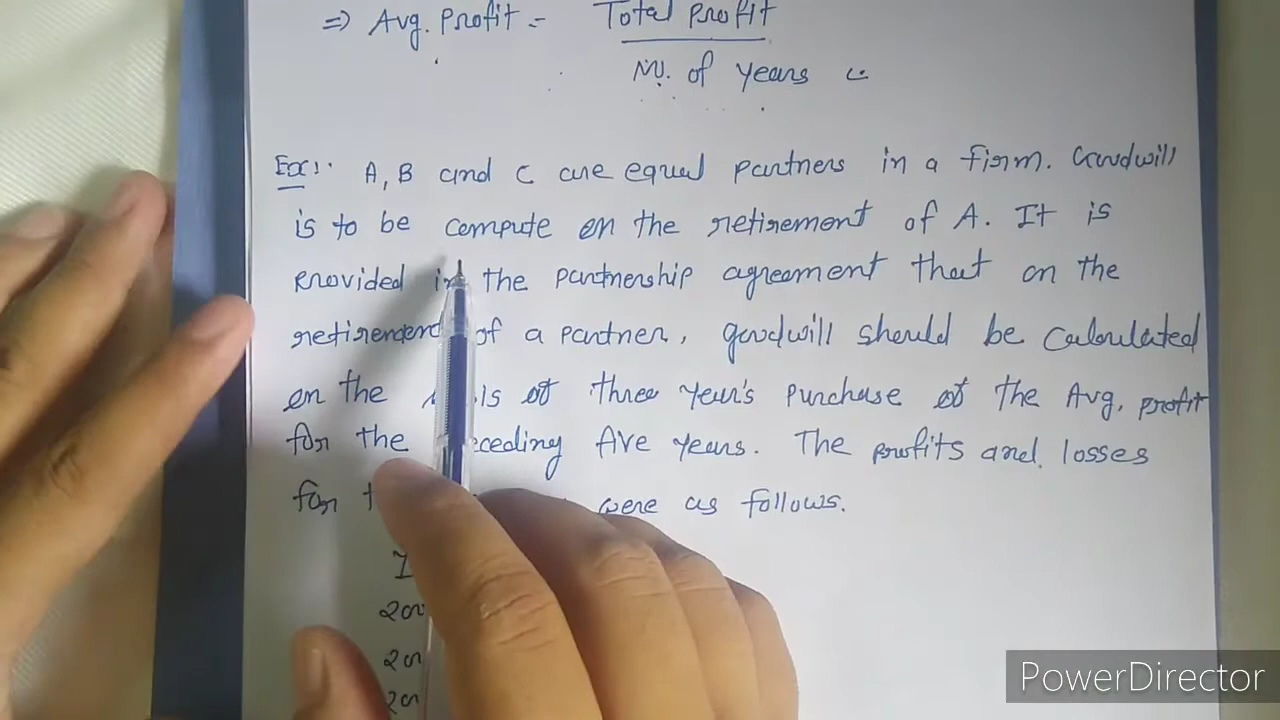 => Avg. Profit = Total Profit
No. of years
Ex:. A, B and C are equal partners in a firm. Goodwill
is to be compute on the retirement of A. It is
Provided in the partnership agreement that on the
retirement of a partner, goodwill should be Calculated
on the of three Year's purchase of the Avg. profit
for the five years. The profits and losses
for were as follows.
PowerDirector